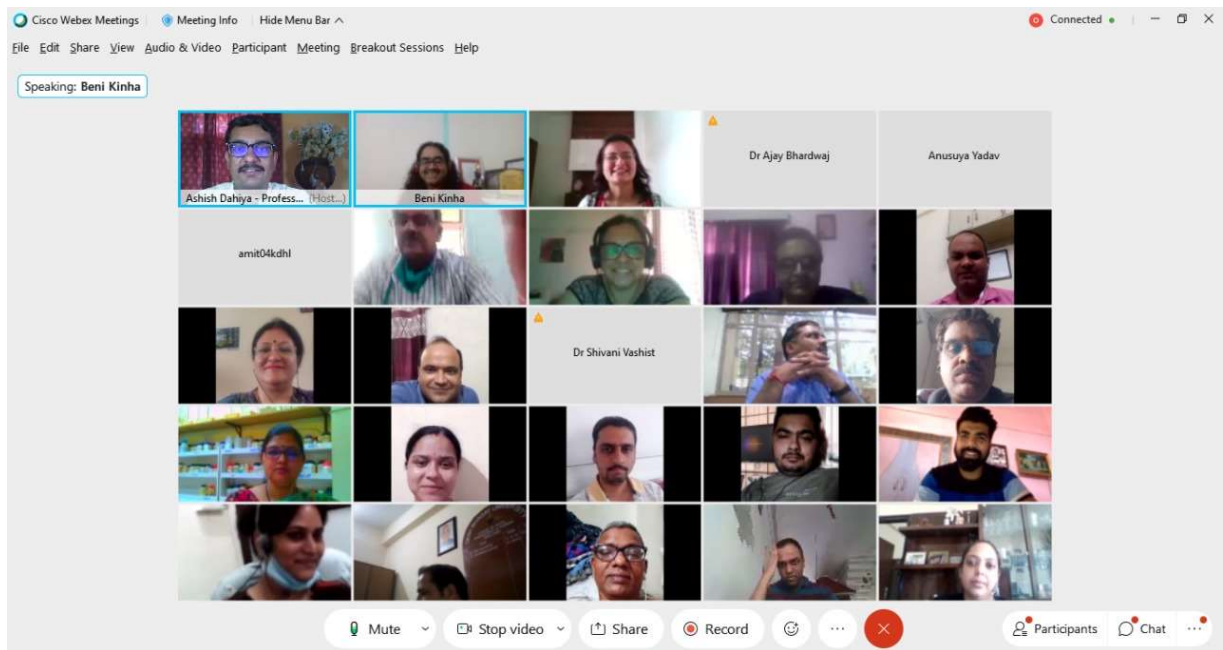 Cisco Webex Meetings Meeting Info Hide Menu Bar Connected
File Edit Share View Audio & Video Participant Meeting Breakout Sessions Help
Speaking: Beni Kinha
Dr Ajay Bhardwaj
Anusuya Yadav
Ashish Dahiya - Profess... (Host...)
Beni Kinha
amit04kdhl
Dr Shivani Vashist
Mute Stop video Share Record ... Participants Chat ...